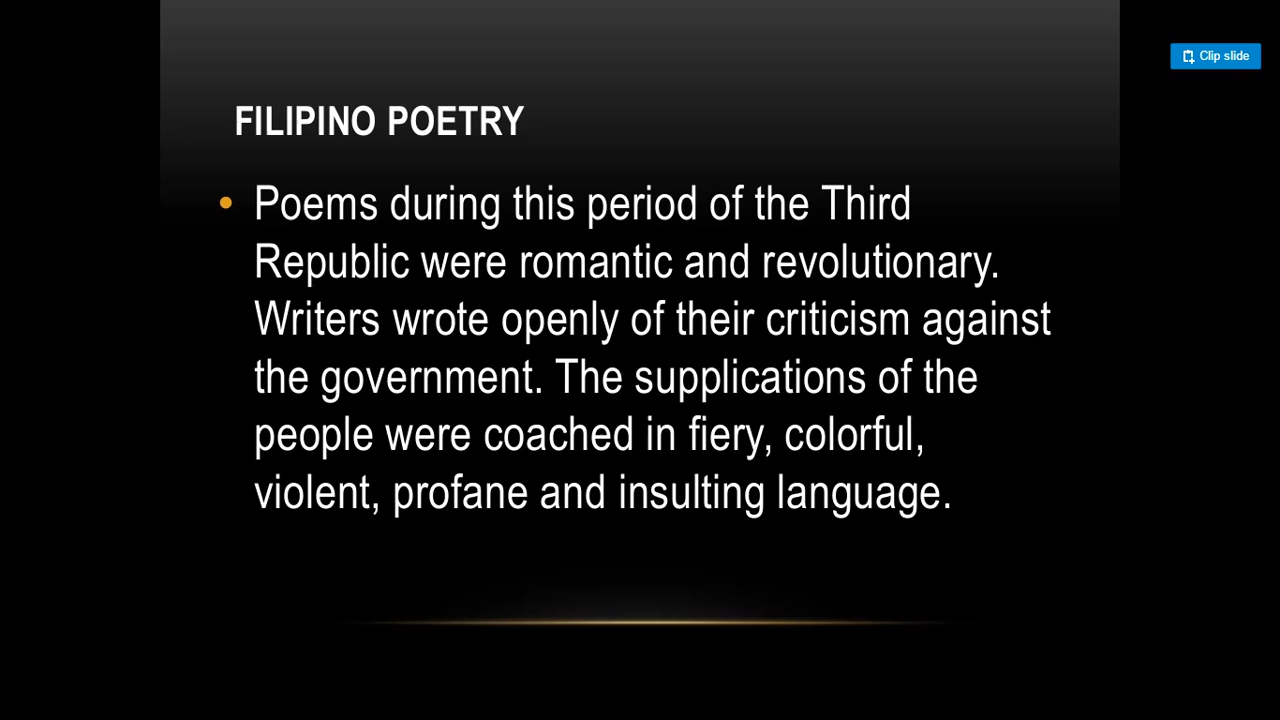 Clip slide
FILIPINO POETRY
• Poems during this period of the Third
Republic were romantic and revolutionary.
Writers wrote openly of their criticism against
the government. The supplications of the
people were coached in fiery, colorful,
violent, profane and insulting language.